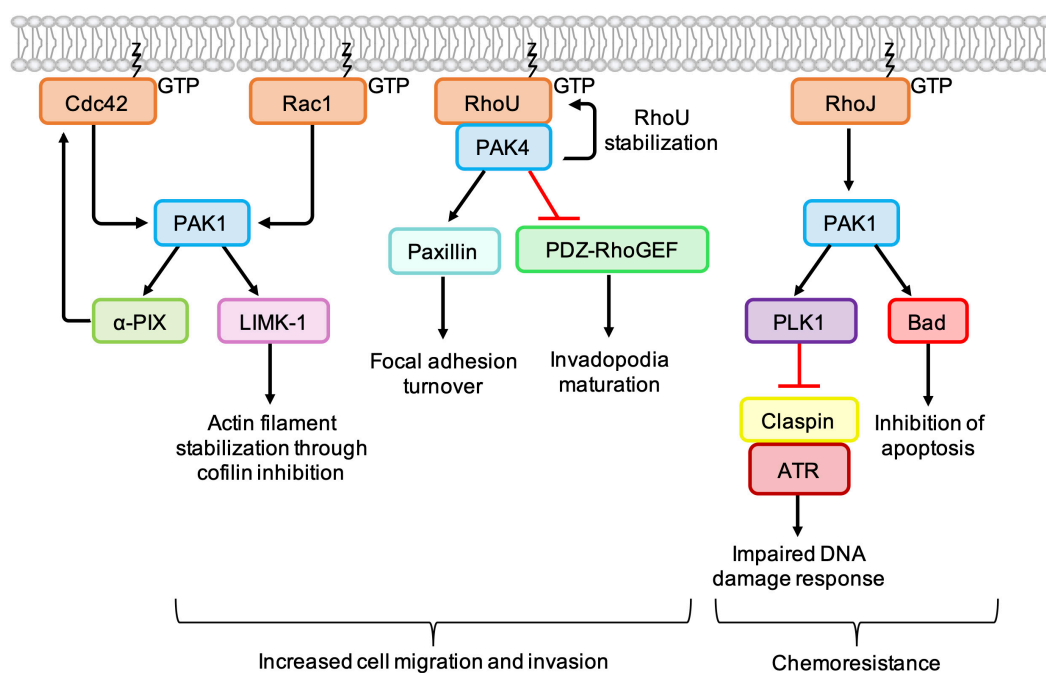 GTP
GTP
GTP
GTP
Cdc42
Rac1
RhoU
RhoJ
RhoU
stabilization
PAK4
PAK1
PAK1
Paxillin
PDZ-RhoGEF
α-PIX
LIMK-1
PLK1
Bad
Focal adhesion
turnover
Invadopodia
maturation
Actin filament
stabilization through
cofilin inhibition
Claspin
ATR
Inhibition of
apoptosis
Impaired DNA
damage response
Increased cell migration and invasion
Chemoresistance